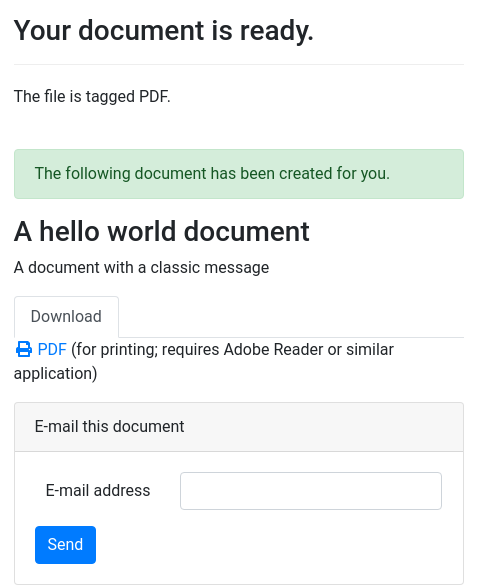 Your document is ready.
The file is tagged PDF.
The following document has been created for you.
A hello world document
A document with a classic message
Download
PDF (for printing; requires Adobe Reader or similar
application)
E-mail this document
E-mail address
Send